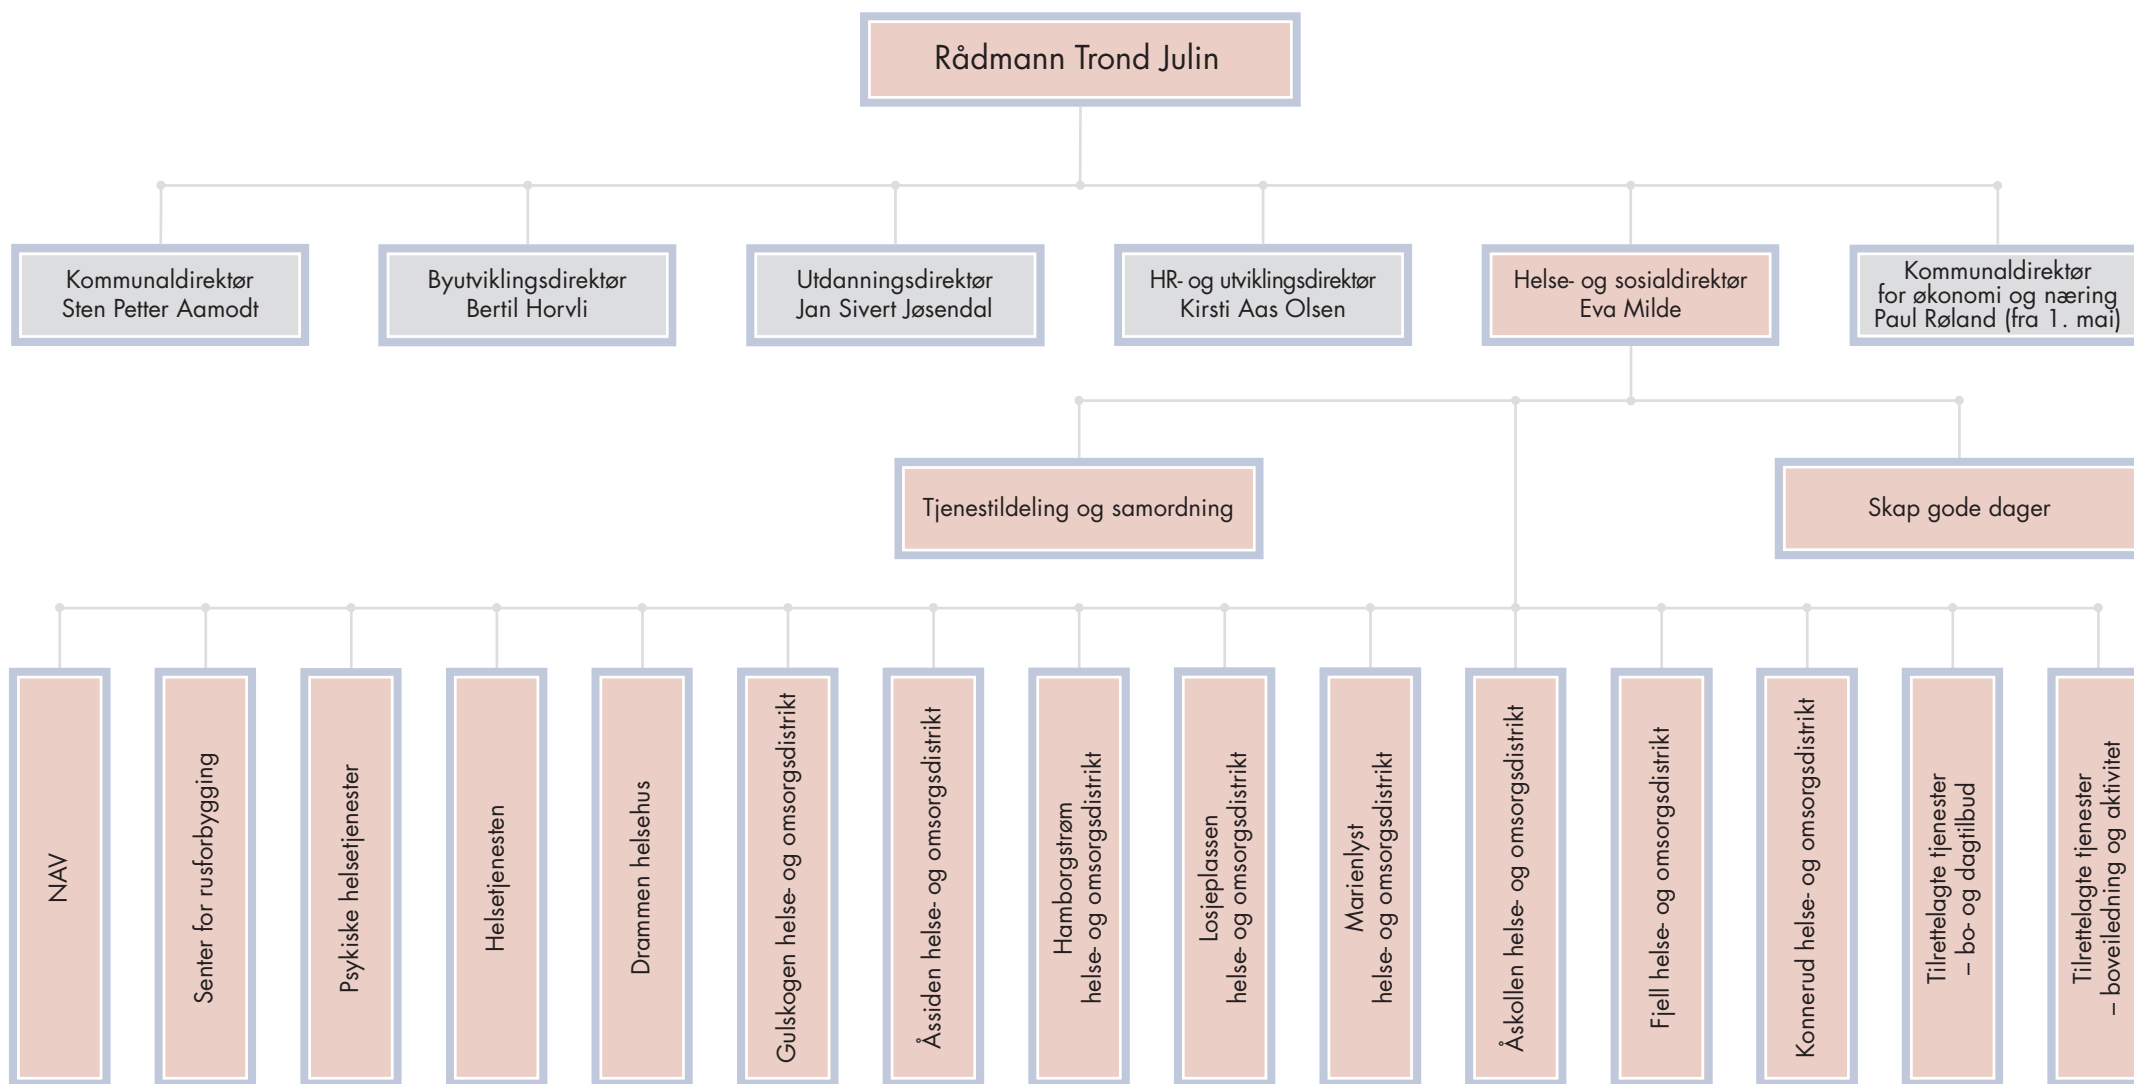 Rådmann Trond Julin
Kommunaldirektør
Sten Petter Aamodt
Byutviklingsdirektør
Bertil Horvli
Utdanningsdirektør
Jan Sivert Jøsendal
HR- og utviklingsdirektør
Kirsti Aas Olsen
Helse- og sosialdirektør
Eva Milde
Kommunaldirektør
for økonomi og næring
Paul Røland (fra 1. mai)
Tjenestildeling og samordning
Skap gode dager
NAV
Senter for rusforbygging
Psykiske helsetjenester
Helsetjenesten
Drammen helsehus
Gulskogen helse- og omsorgsdistrikt
Åssiden helse- og omsorgsdistrikt
Hamborgstrøm
helse- og omsorgsdistrikt
Losjeplassen
helse- og omsorgsdistrikt
Marienlyst
helse- og omsorgsdistrikt
Åskollen helse- og omsorgsdistrikt
Fjell helse- og omsorgsdistrikt
Konnerud helse- og omsorgsdistrikt
Tilrettelagte tjenester
– bo- og dagtilbud
Tilrettelagte tjenester
– boveiledning og aktivitet